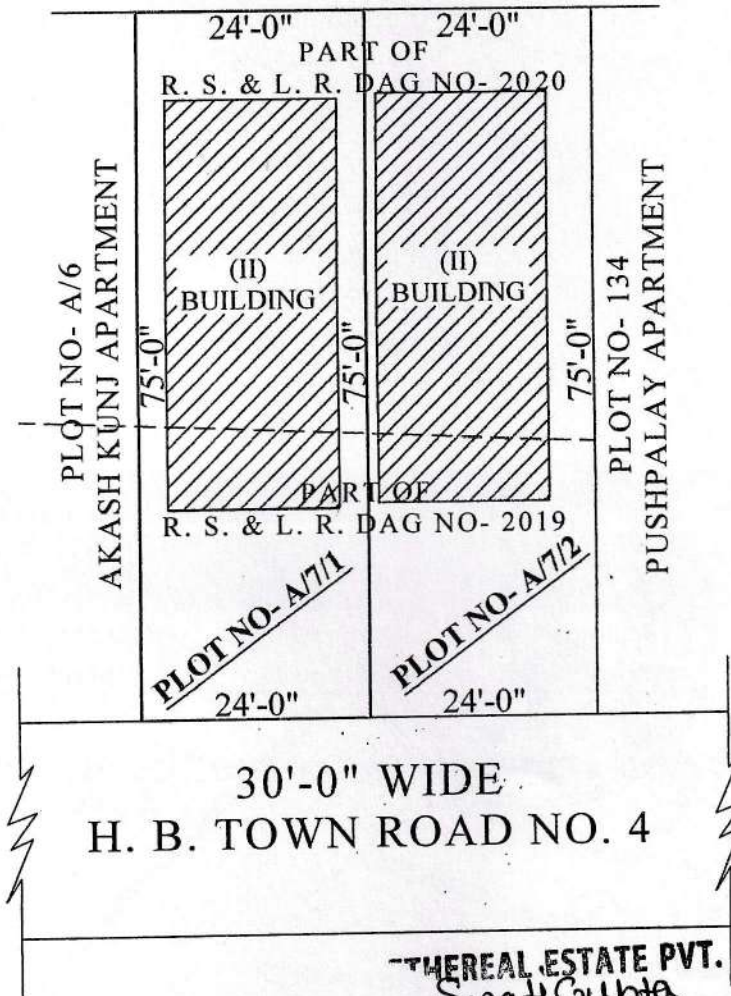 24'-0" 24'-0"
PART OF
R. S. & L. R. DAG NO- 2020
PLOT NO- A/6
AKASH KUNJ APARTMENT
75'-0"
(II)
BUILDING
75'-0"
(II)
BUILDING
75'-0"
PLOT NO- 134
PUSHPALAY APARTMENT
PART OF
R. S. & L. R. DAG NO- 2019
PLOT NO- A/7/1
PLOT NO- A/7/2
24'-0" 24'-0"
30'-0" WIDE
H. B. TOWN ROAD NO. 4
THEREAL ESTATE PVT.